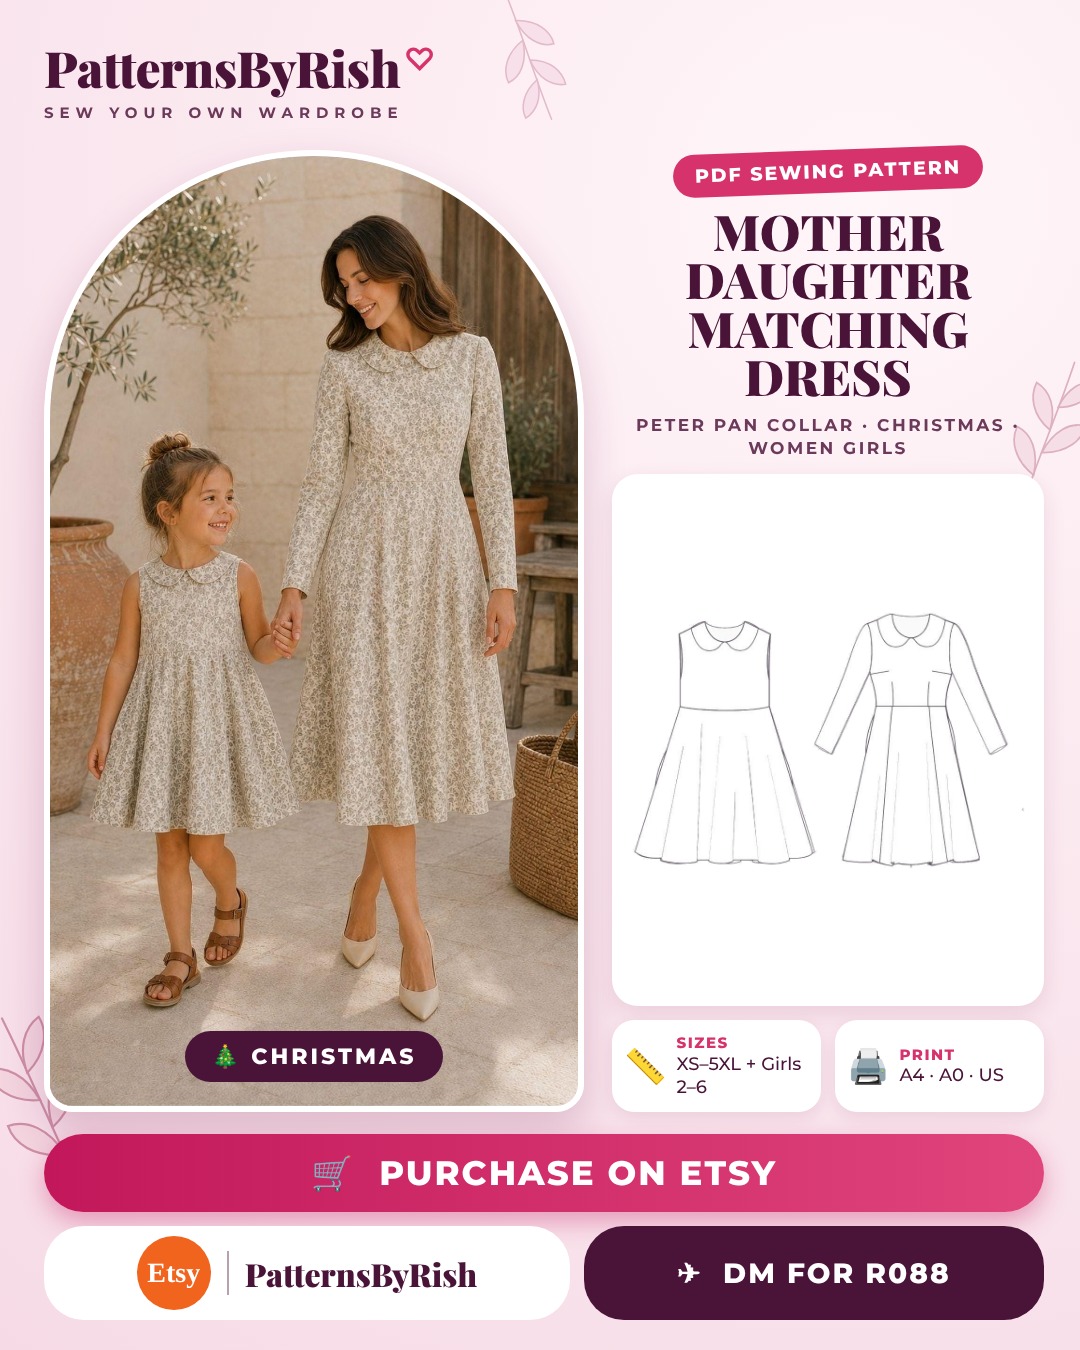 PatternsByRish
SEW YOUR OWN WARDROBE
PDF SEWING PATTERN
MOTHER
DAUGHTER
MATCHING
DRESS
PETER PAN COLLAR · CHRISTMAS ·
WOMEN GIRLS
🎄 CHRISTMAS
SIZES
XS–5XL + Girls
2–6
PRINT
A4 · A0 · US
PURCHASE ON ETSY
Etsy
PatternsByRish
DM FOR R088